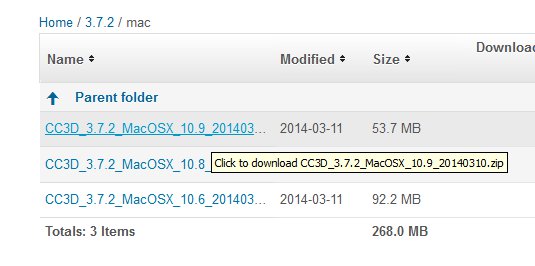 Home / 3.7.2 / mac
Download
Name Modified Size
Parent folder
CC3D_3.7.2_MacOSX_10.9_201403... 2014-03-11 53.7 MB
CC3D_3.7.2_MacOSX_10.8_
Click to download CC3D_3.7.2_MacOSX_10.9_20140310.zip
CC3D_3.7.2_MacOSX_10.6_201403... 2014-03-11 92.2 MB
Totals: 3 Items 268.0 MB